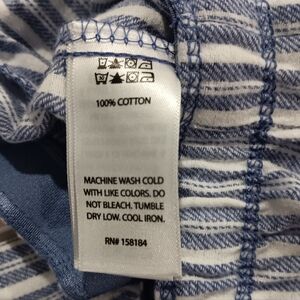 100% COTTON
MACHINE WASH COLD
WITH LIKE COLORS. DO
NOT BLEACH. TUMBLE
DRY LOW. COOL IRON.
RN# 158184